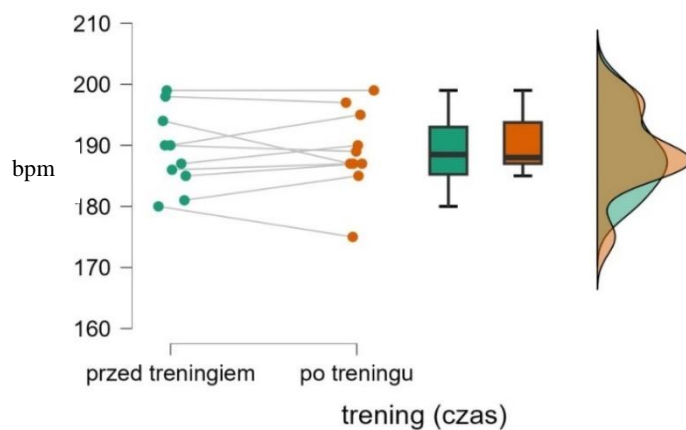 210
200
190
bpm
180
170
160
przed treningiem po treningu
trening (czas)